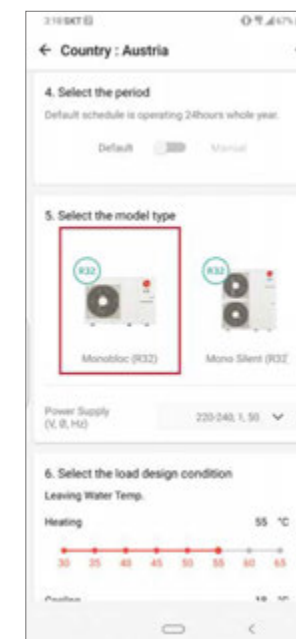 3:18 SKT
67%
← Country : Austria
4. Select the period
Default schedule is operating 24hours whole year.
Default Manual
5. Select the model type
R32 R32
Monobloc (R32) Mono Silent (R32
Power Supply
(V, Ø, Hz) 220-240, 1, 50
6. Select the load design condition
Leaving Water Temp.
Heating 55 °C
30 35 40 45 50 55 60 65
Cooling 18 °C